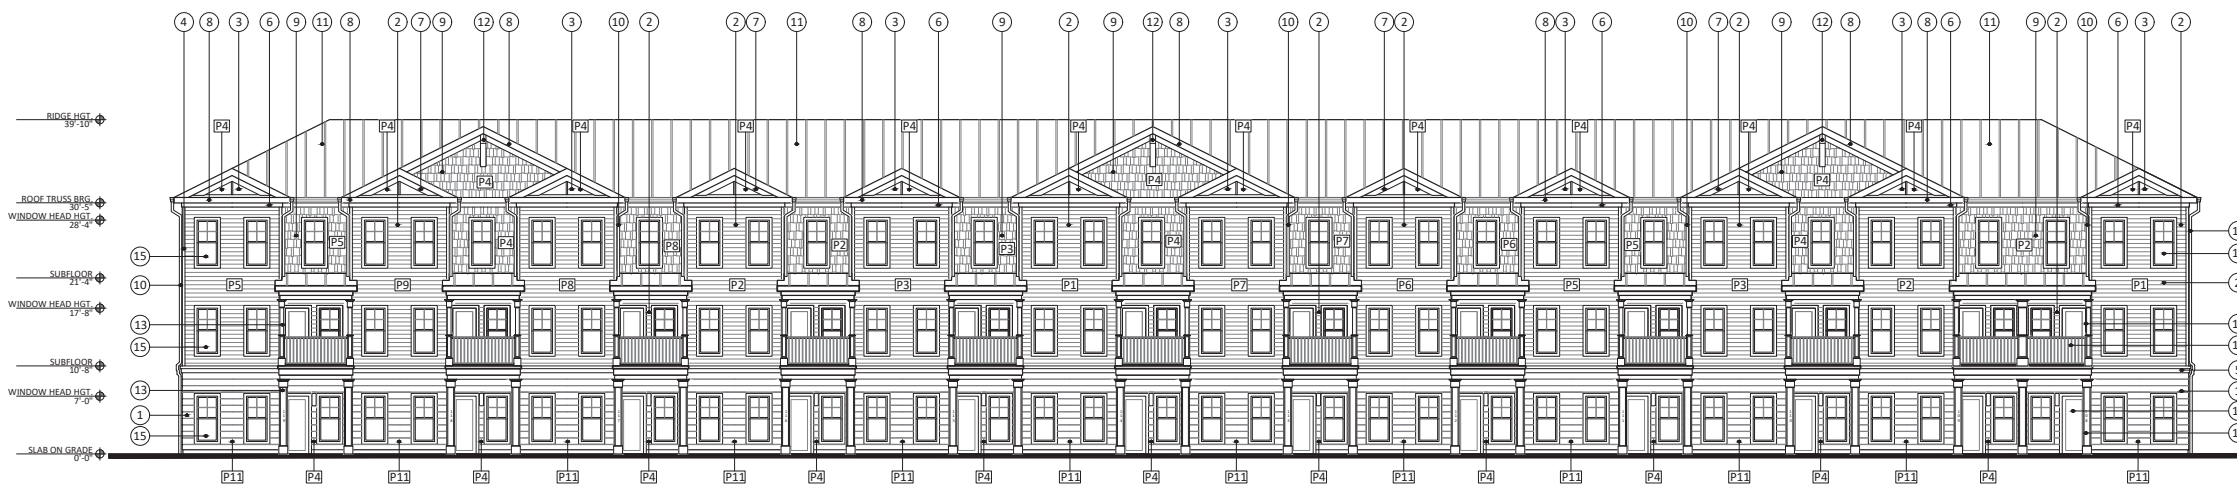 4 8 3 6 9 11 8 2 7 9 12 8 3 10 2 2 7 11 8 3 6 9 2 9 12 8 3 10 2 7 2 8 3 6 10 7 2 9 12 8 3 8 6 11 9 2 10 6 3 2
RIDGE HGT.
39'-10"
P4 P4 P4 P4 P4 P4 P4 P4 P4 P4 P4 P4
P4 P4 P4
ROOF TRUSS BRG.
30'-5"
WINDOW HEAD HGT.
28'-4"
P5 P4 P8 P2 P3 P4 P7 P6 P5 P4 P2
15
SUBFLOOR
21'-4"
10
P5 P9 P8 P2 P3 P1 P7 P6 P5 P3 P2 P1
WINDOW HEAD HGT.
17'-8"
13
15
SUBFLOOR
10'-8"
13
WINDOW HEAD HGT.
7'-0"
1
15
SLAB ON GRADE
0'-0"
P11 P4 P11 P4 P11 P4 P11 P4 P11 P4 P11 P4 P11 P4 P11 P4 P11 P4 P11 P4 P11 P4 P11